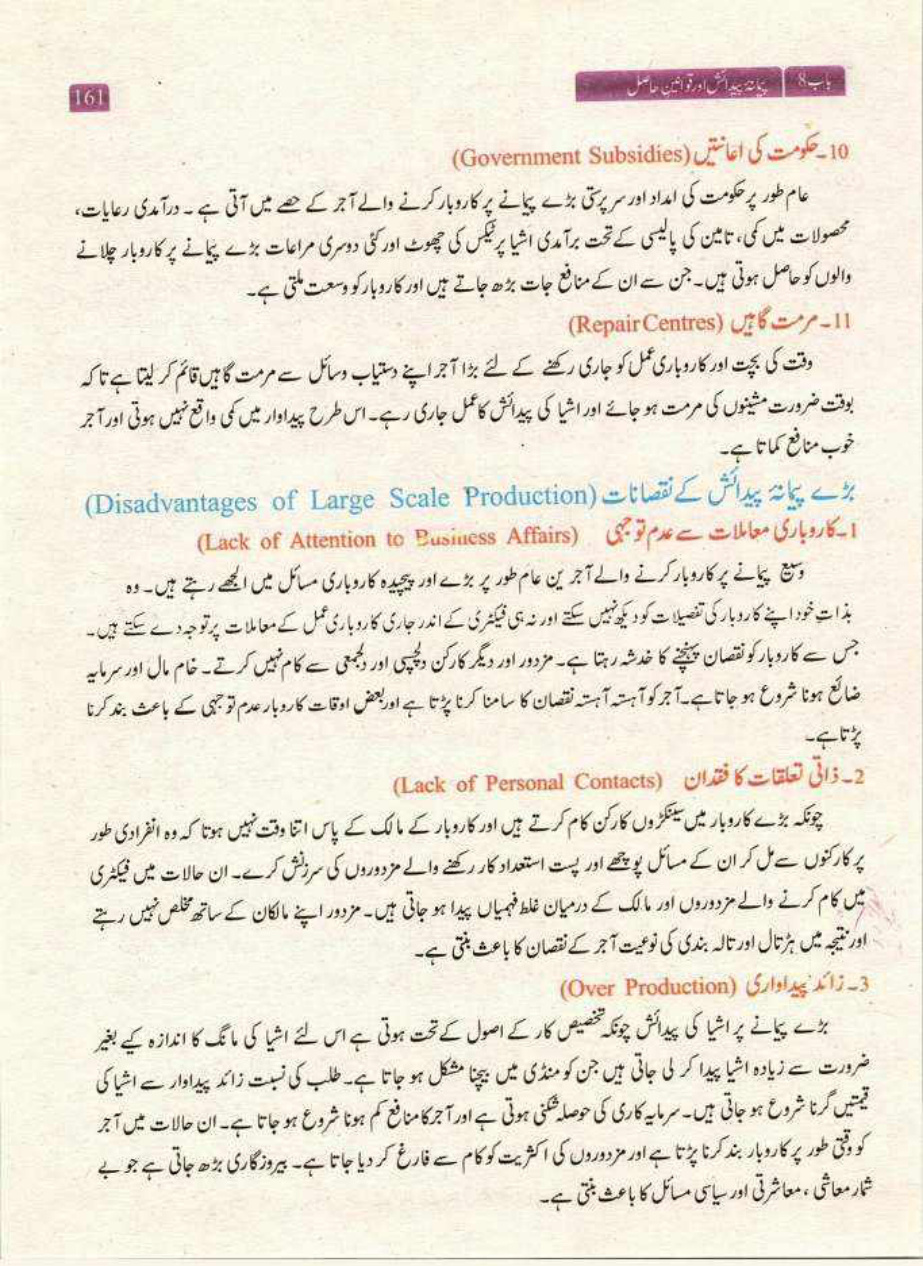 باب 8 پیمانۂ پیدائش اور قوانین حاصل
161
10۔حکومت کی اعانتیں (Government Subsidies)
عام طور پر حکومت کی امداد اور سرپرستی بڑے پیمانے پر کاروبار کرنے والے آجر کے حصے میں آتی ہے ۔ درآمدی رعایات،
محصولات میں کمی، تامین کی پالیسی کے تحت برآمدی اشیا پر ٹیکس کی چھوٹ اور کئی دوسری مراعات بڑے پیمانے پر کاروبار چلانے
والوں کو حاصل ہوتی ہیں۔ جن سے ان کے منافع جات بڑھ جاتے ہیں اور کاروبار کو وسعت ملتی ہے۔
11۔مرمت گاہیں (Repair Centres)
وقت کی بچت اور کاروباری عمل کو جاری رکھنے کے لئے بڑا آجر اپنے دستیاب وسائل سے مرمت گاہیں قائم کر لیتا ہے تا کہ
بوقت ضرورت مشینوں کی مرمت ہو جائے اور اشیا کی پیدائش کا عمل جاری رہے۔ اس طرح پیداوار میں کمی واقع نہیں ہوتی اور آجر
خوب منافع کماتا ہے۔
بڑے پیمانۂ پیدائش کے نقصانات (Disadvantages of Large Scale Production)
1۔کاروباری معاملات سے عدم توجہی (Lack of Attention to Business Affairs)
وسیع پیمانے پر کاروبار کرنے والے آجرین عام طور پر بڑے اور پیچیدہ کاروباری مسائل میں الجھے رہتے ہیں۔ وہ
بذات خود اپنے کاروبار کی تفصیلات کو دیکھ نہیں سکتے اور نہ ہی فیکٹری کے اندر جاری کاروباری عمل کے معاملات پر توجہ دے سکتے ہیں۔
جس سے کاروبار کو نقصان پہنچنے کا خدشہ رہتا ہے۔ مزدور اور دیگر کارکن دلچسپی اور دلجمعی سے کام نہیں کرتے۔ خام مال اور سرمایہ
ضائع ہونا شروع ہو جاتا ہے۔ آجر کو آہستہ آہستہ نقصان کا سامنا کرنا پڑتا ہے اور بعض اوقات کاروبار عدم توجہی کے باعث بند کرنا
پڑتا ہے۔
2۔ذاتی تعلقات کا فقدان (Lack of Personal Contacts)
چونکہ بڑے کاروبار میں سینکڑوں کارکن کام کرتے ہیں اور کاروبار کے مالک کے پاس اتنا وقت نہیں ہوتا کہ وہ انفرادی طور
پر کارکنوں سے مل کر ان کے مسائل پوچھے اور پست استعداد کار رکھنے والے مزدوروں کی سرزنش کرے۔ ان حالات میں فیکٹری
میں کام کرنے والے مزدوروں اور مالک کے درمیان غلط فہمیاں پیدا ہو جاتی ہیں۔ مزدور اپنے مالکان کے ساتھ مخلص نہیں رہتے
اور نتیجہ میں ہڑتال اور تالہ بندی کی نوعیت آجر کے نقصان کا باعث بنتی ہے۔
3۔زائد پیداواری (Over Production)
بڑے پیمانے پر اشیا کی پیدائش چونکہ تخصیص کار کے اصول کے تحت ہوتی ہے اس لئے اشیا کی مانگ کا اندازہ کیے بغیر
ضرورت سے زیادہ اشیا پیدا کر لی جاتی ہیں جن کو منڈی میں بیچنا مشکل ہو جاتا ہے۔ طلب کی نسبت زائد پیداوار سے اشیا کی
قیمتیں گرنا شروع ہو جاتی ہیں۔ سرمایہ کاری کی حوصلہ شکنی ہوتی ہے اور آجر کا منافع کم ہونا شروع ہو جاتا ہے۔ ان حالات میں آجر
کو وقتی طور پر کاروبار بند کرنا پڑتا ہے اور مزدوروں کی اکثریت کو کام سے فارغ کر دیا جاتا ہے۔ بیروزگاری بڑھ جاتی ہے جو بے
شمار معاشی ، معاشرتی اور سیاسی مسائل کا باعث بنتی ہے۔